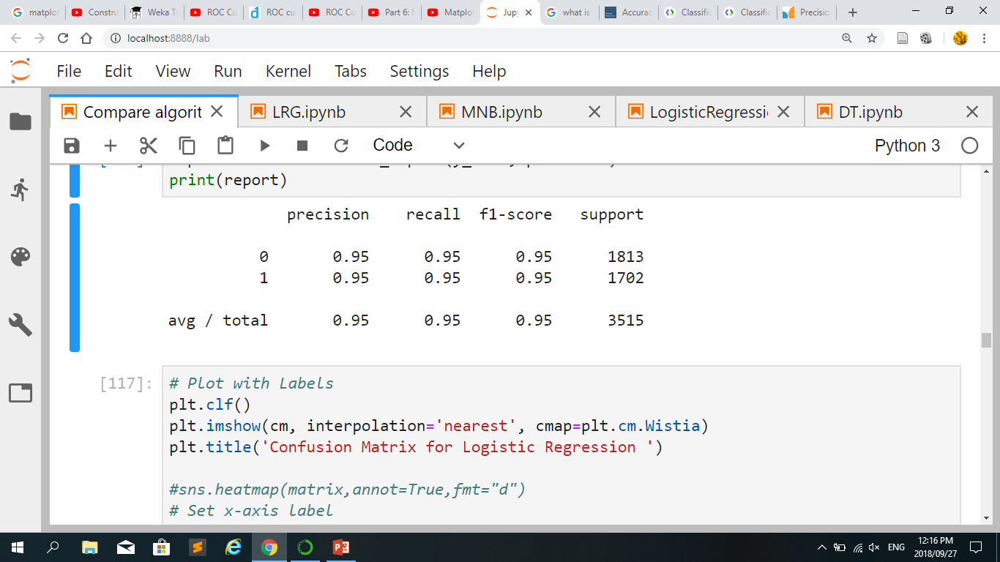 matplot
Constru
Weka T
ROC Cu
ROC cu
ROC Cu
Part 6:
Matplot
Jupy
what is
Accurac
Classific
Classific
Precisio
localhost:8888/lab
File Edit View Run Kernel Tabs Settings Help
Compare algorit
LRG.ipynb
MNB.ipynb
LogisticRegressi
DT.ipynb
Code
Python 3
print(report)
precision recall f1-score support
0 0.95 0.95 0.95 1813
1 0.95 0.95 0.95 1702
avg / total 0.95 0.95 0.95 3515
[117]:
# Plot with Labels
plt.clf()
plt.imshow(cm, interpolation='nearest', cmap=plt.cm.Wistia)
plt.title('Confusion Matrix for Logistic Regression ')
#sns.heatmap(matrix,annot=True,fmt="d")
# Set x-axis label
ENG
12:16 PM
2018/09/27